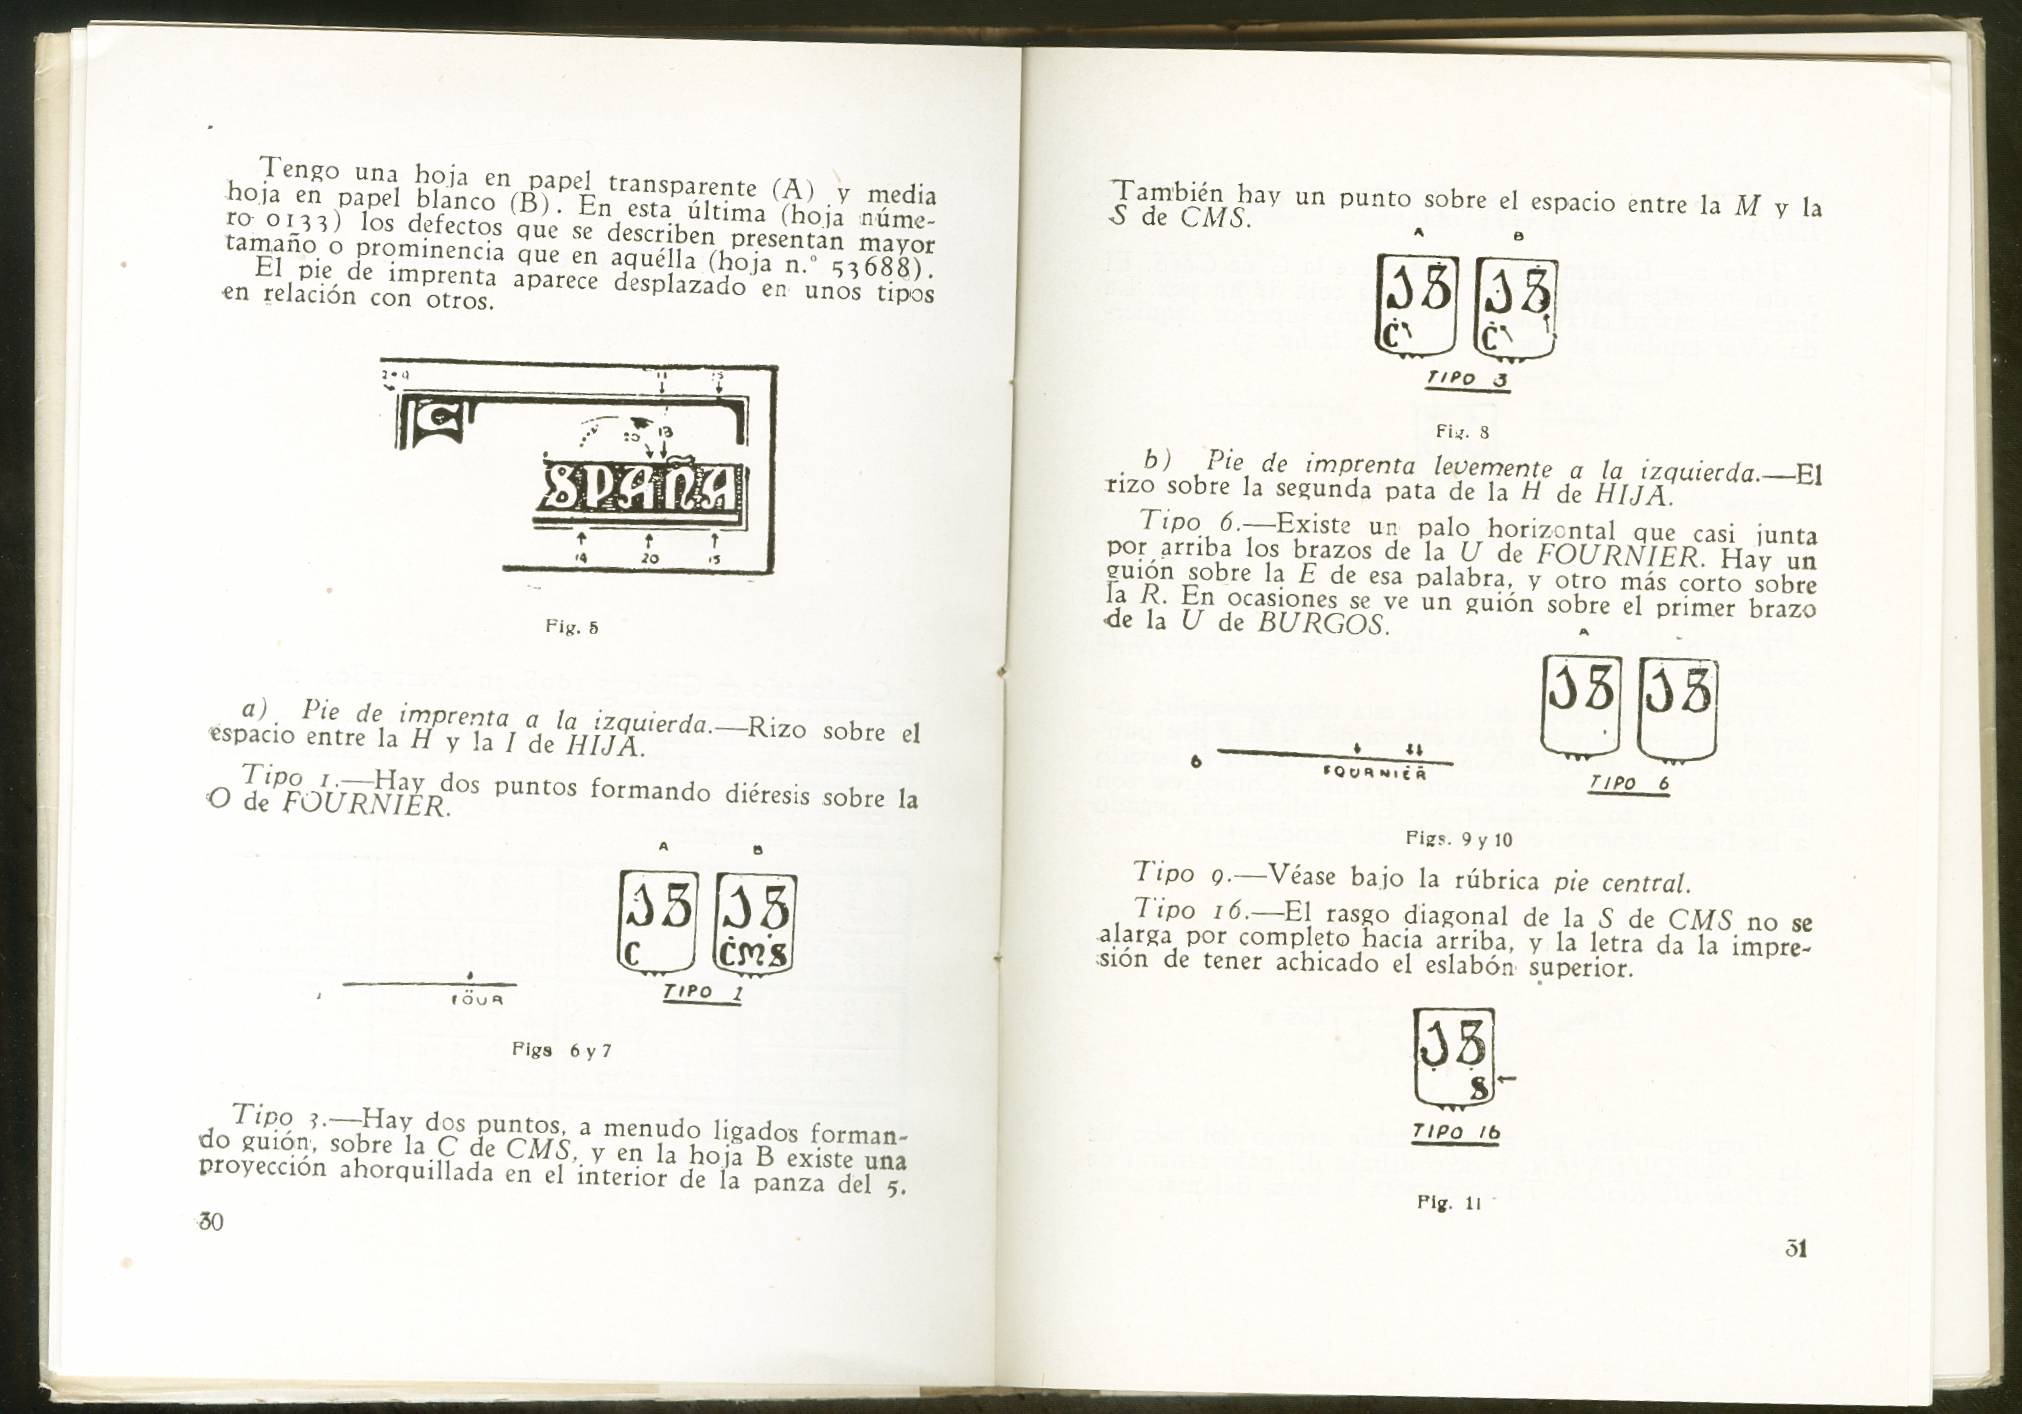 Tengo una hoja en papel transparente (A) y media
hoja en papel blanco (B). En esta última (hoja núme-
ro 0133) los defectos que se describen presentan mayor
tamaño o prominencia que en aquélla (hoja n.º 53688).
El pie de imprenta aparece desplazado en unos tipos
en relación con otros.
11
13
SPAÑA
14 20 15
Fig. 5
a) Pie de imprenta a la izquierda.—Rizo sobre el
espacio entre la H y la I de HIJA.
Tipo 1.—Hay dos puntos formando diéresis sobre la
O de FOURNIER.
A B
C CMS
TIPO 1
FÖUR
Figs 6 y 7
Tipo 3.—Hay dos puntos, a menudo ligados forman-
do guión, sobre la C de CMS, y en la hoja B existe una
proyección ahorquillada en el interior de la panza del 5.
30
También hay un punto sobre el espacio entre la M y la
S de CMS.
A B
C C
TIPO 3
Fig. 8
b) Pie de imprenta levemente a la izquierda.—El
rizo sobre la segunda pata de la H de HIJA.
Tipo 6.—Existe un palo horizontal que casi junta
por arriba los brazos de la U de FOURNIER. Hay un
guión sobre la E de esa palabra, y otro más corto sobre
la R. En ocasiones se ve un guión sobre el primer brazo
de la U de BURGOS.
A
FOURNIER
TIPO 6
Figs. 9 y 10
Tipo 9.—Véase bajo la rúbrica pie central.
Tipo 16.—El rasgo diagonal de la S de CMS no se
alarga por completo hacia arriba, y la letra da la impre-
sión de tener achicado el eslabón superior.
S
TIPO 16
Fig. 11
31